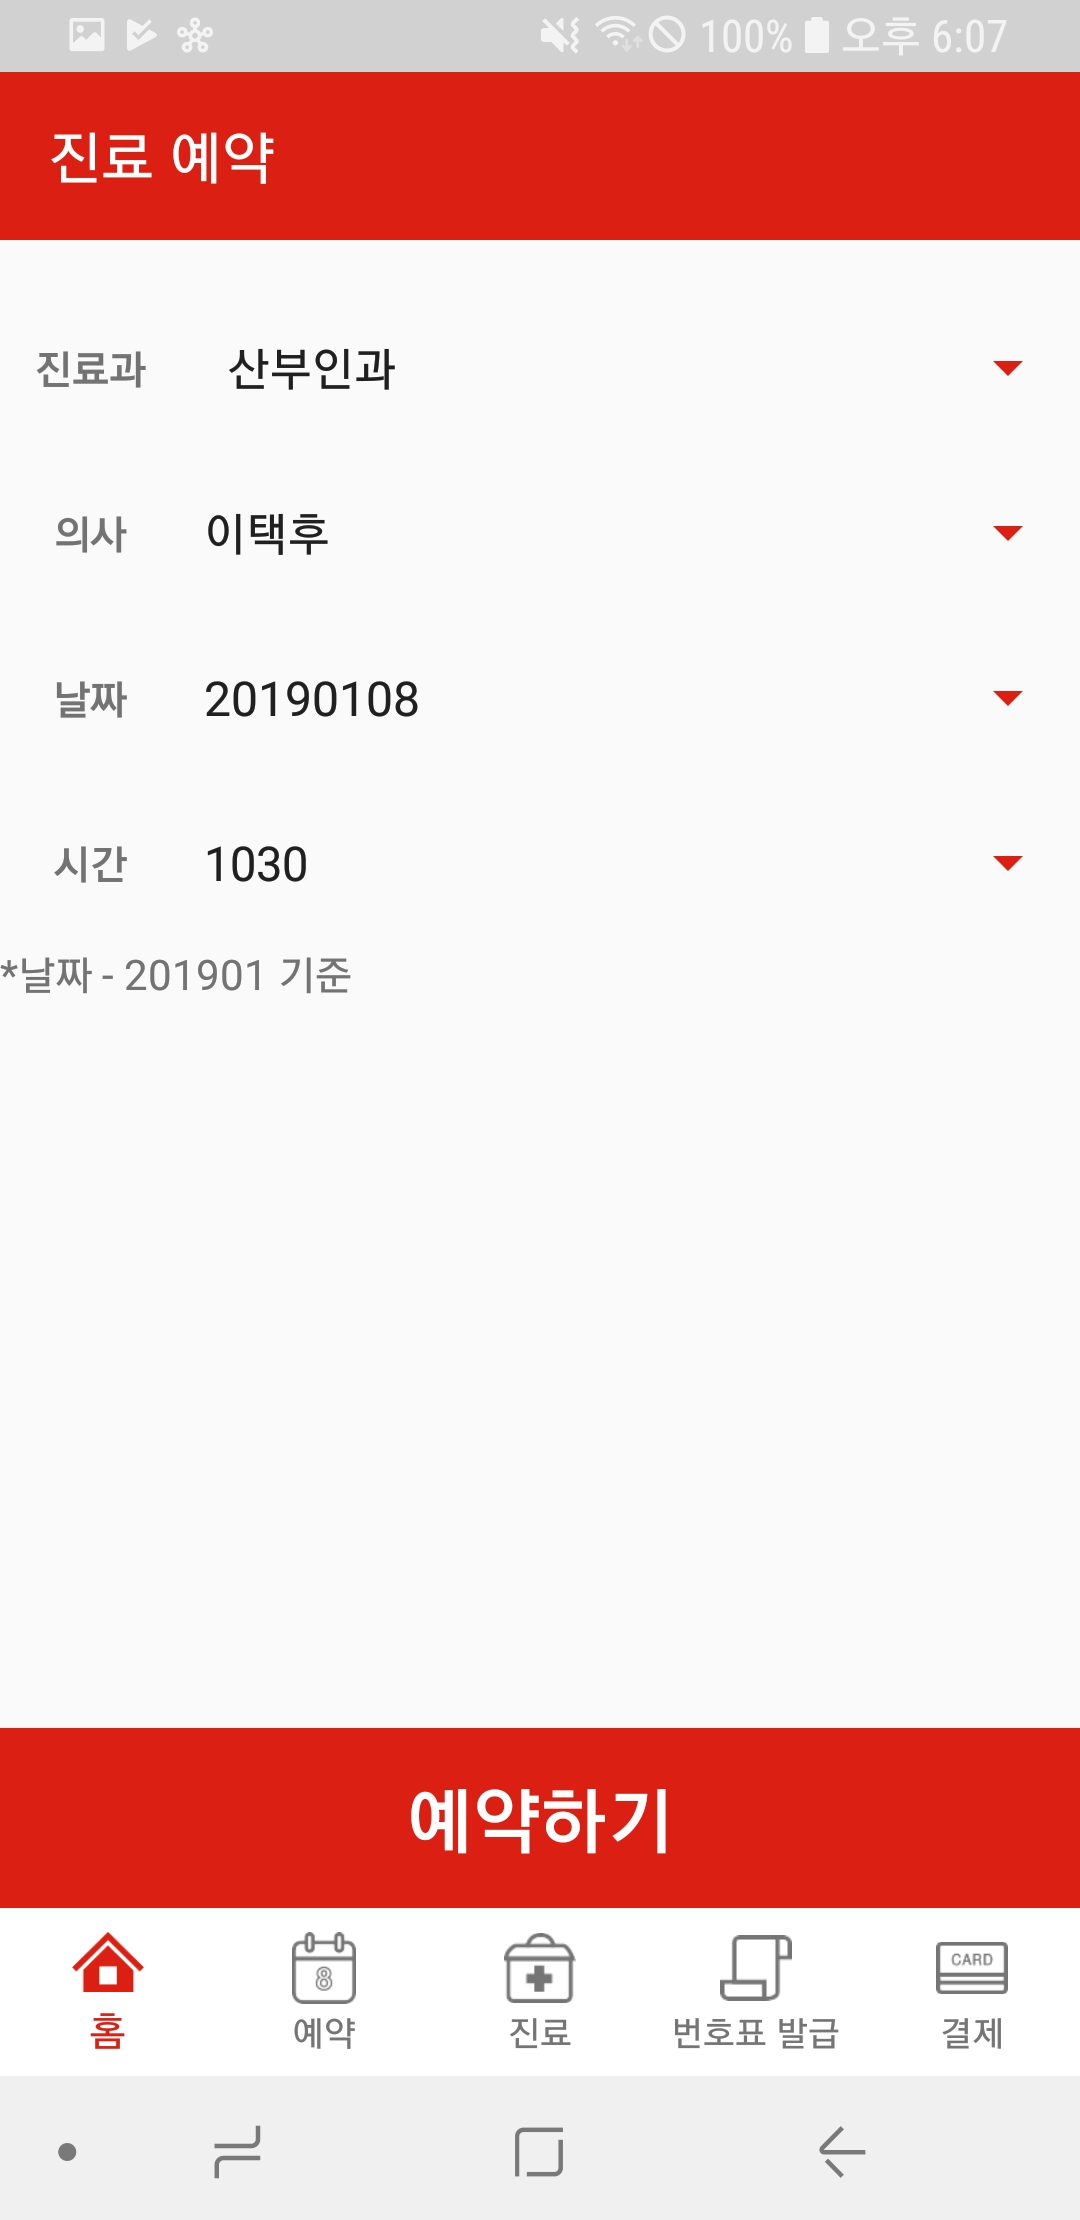 100% 오후 6:07
진료 예약
진료과 산부인과
의사 이택후
날짜 20190108
시간 1030
*날짜 - 201901 기준
예약하기
8 CARD
홈 예약 진료 번호표 발급 결제